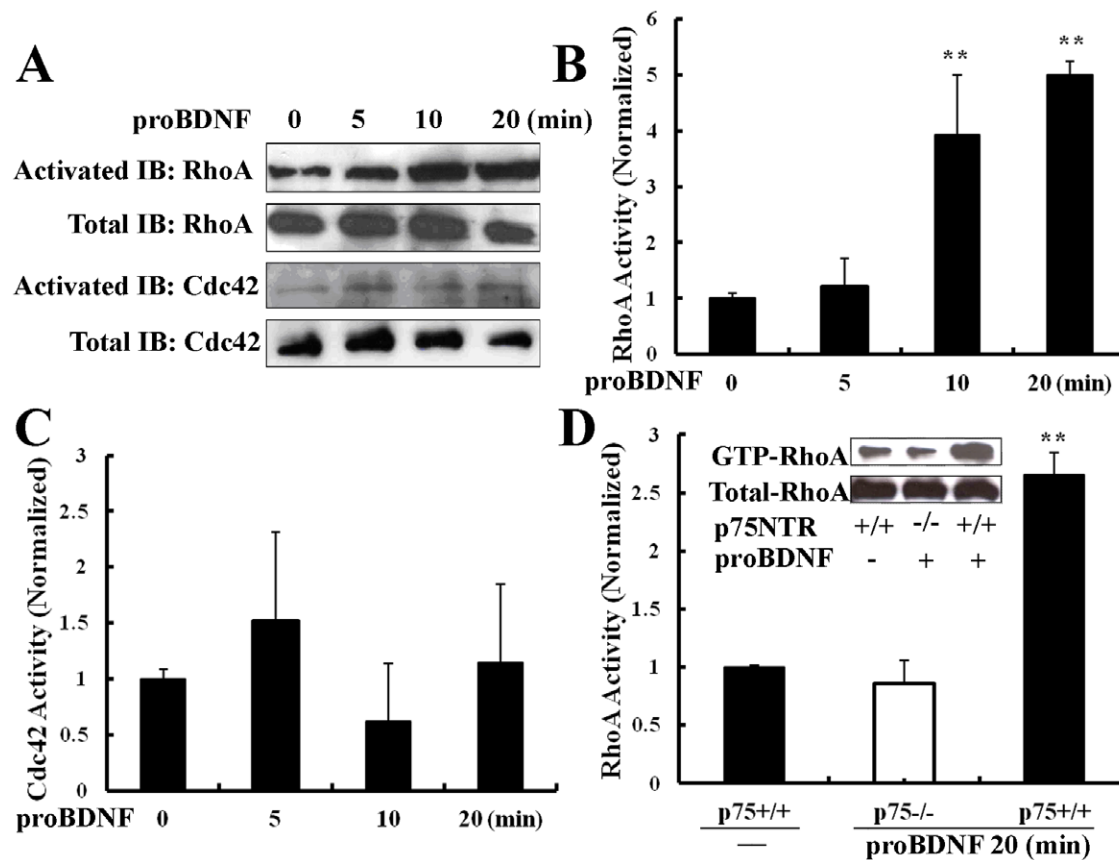 A
proBDNF 0 5 10 20 (min)
Activated IB: RhoA
Total IB: RhoA
Activated IB: Cdc42
Total IB: Cdc42
B
RhoA Activity (Normalized)
6
5
4
3
2
1
0
** **
proBDNF 0 5 10 20 (min)
C
Cdc42 Activity (Normalized)
3
2.5
2
1.5
1
0.5
0
proBDNF 0 5 10 20 (min)
D
RhoA Activity (Normalized)
3
2.5
2
1.5
1
0.5
0
**
GTP-RhoA
Total-RhoA
p75NTR +/+ -/- +/+
proBDNF - + +
p75+/+ p75-/- p75+/+
— proBDNF 20 (min)